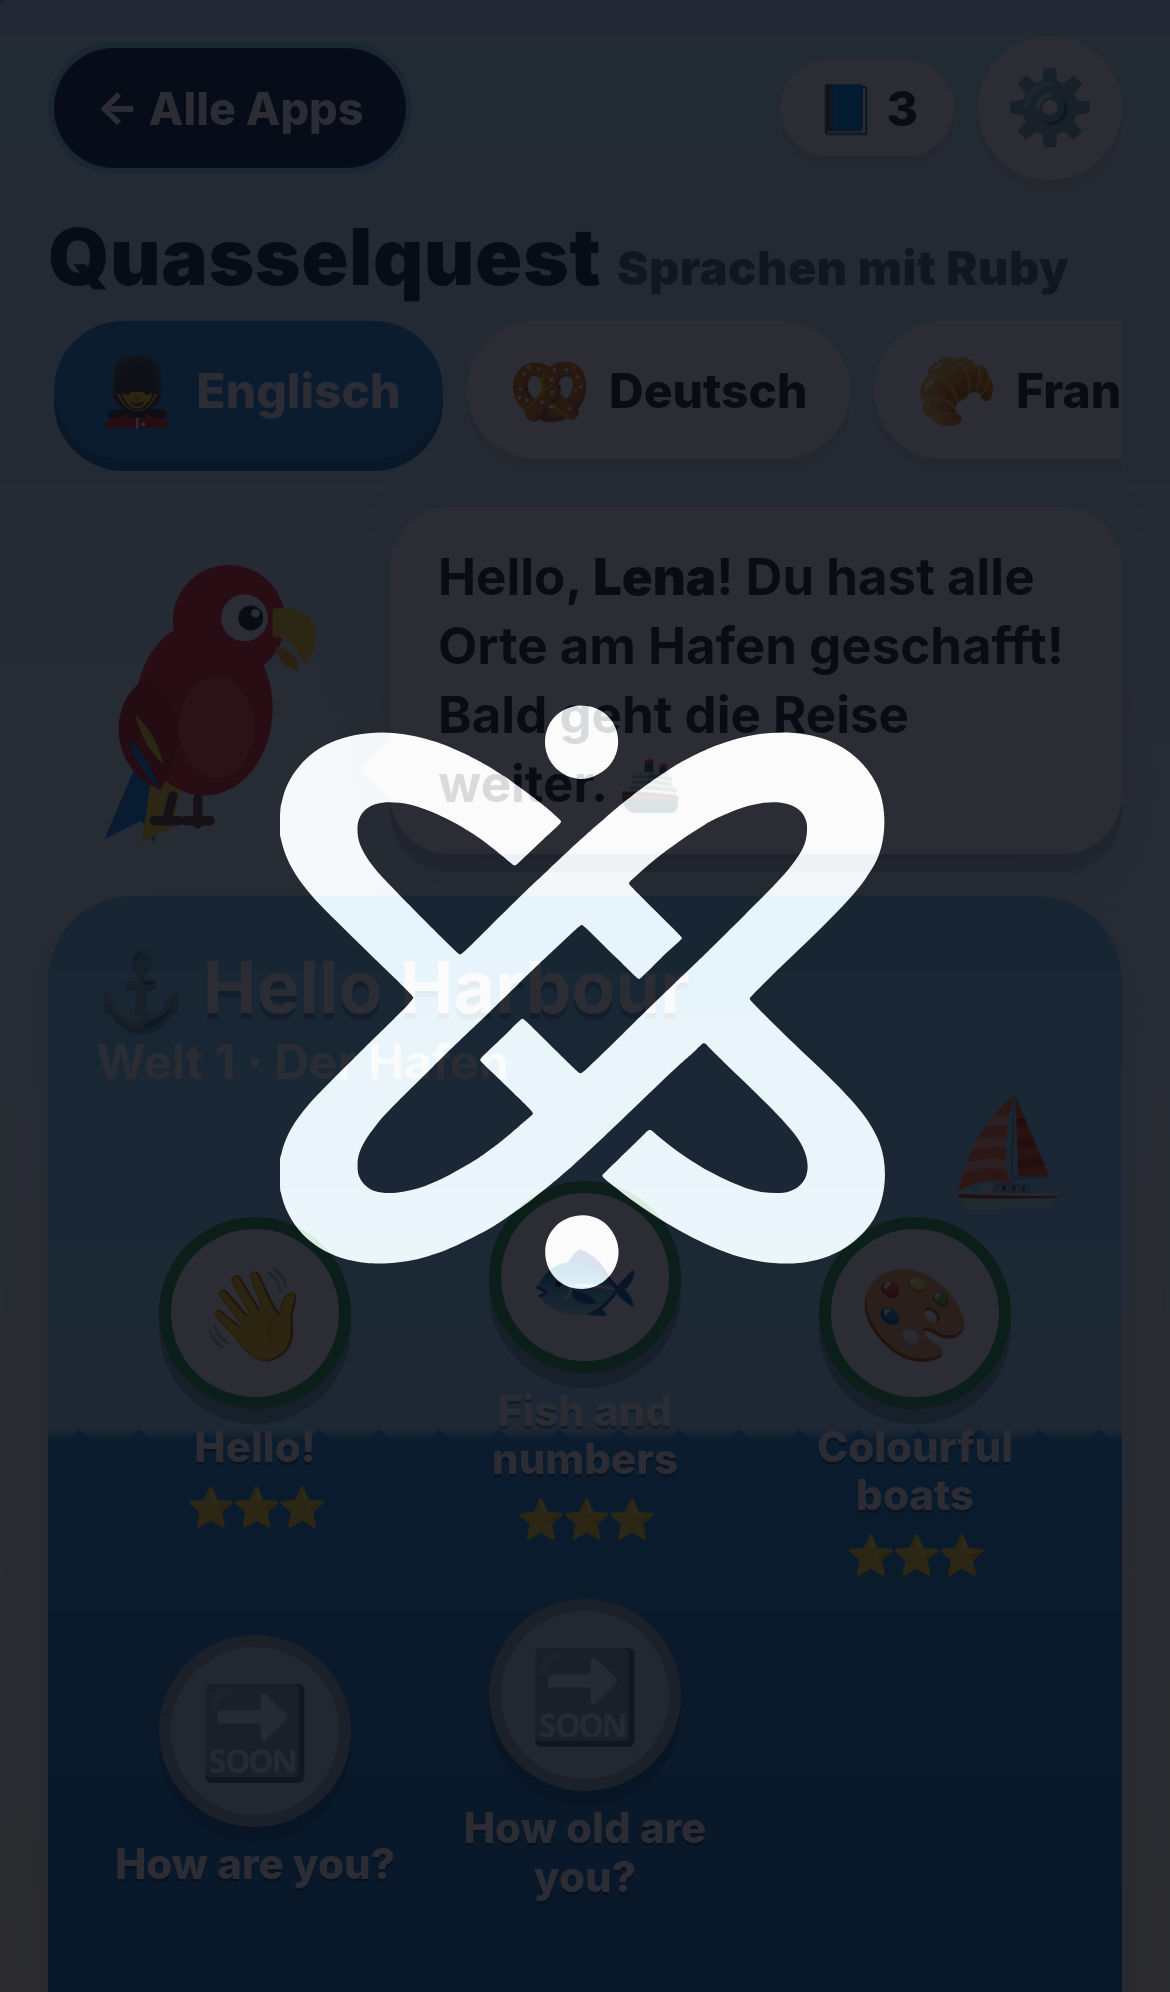 ← Alle Apps
3
Quasselquest Sprachen mit Ruby
Englisch
Deutsch
Fran
Hello, Lena! Du hast alle
Orte am Hafen geschafft!
Bald geht die Reise
weiter.
Hello Harbour
Welt 1 · Der Hafen
Hello!
Fish and
numbers
Colourful
boats
SOON
SOON
How are you?
How old are
you?